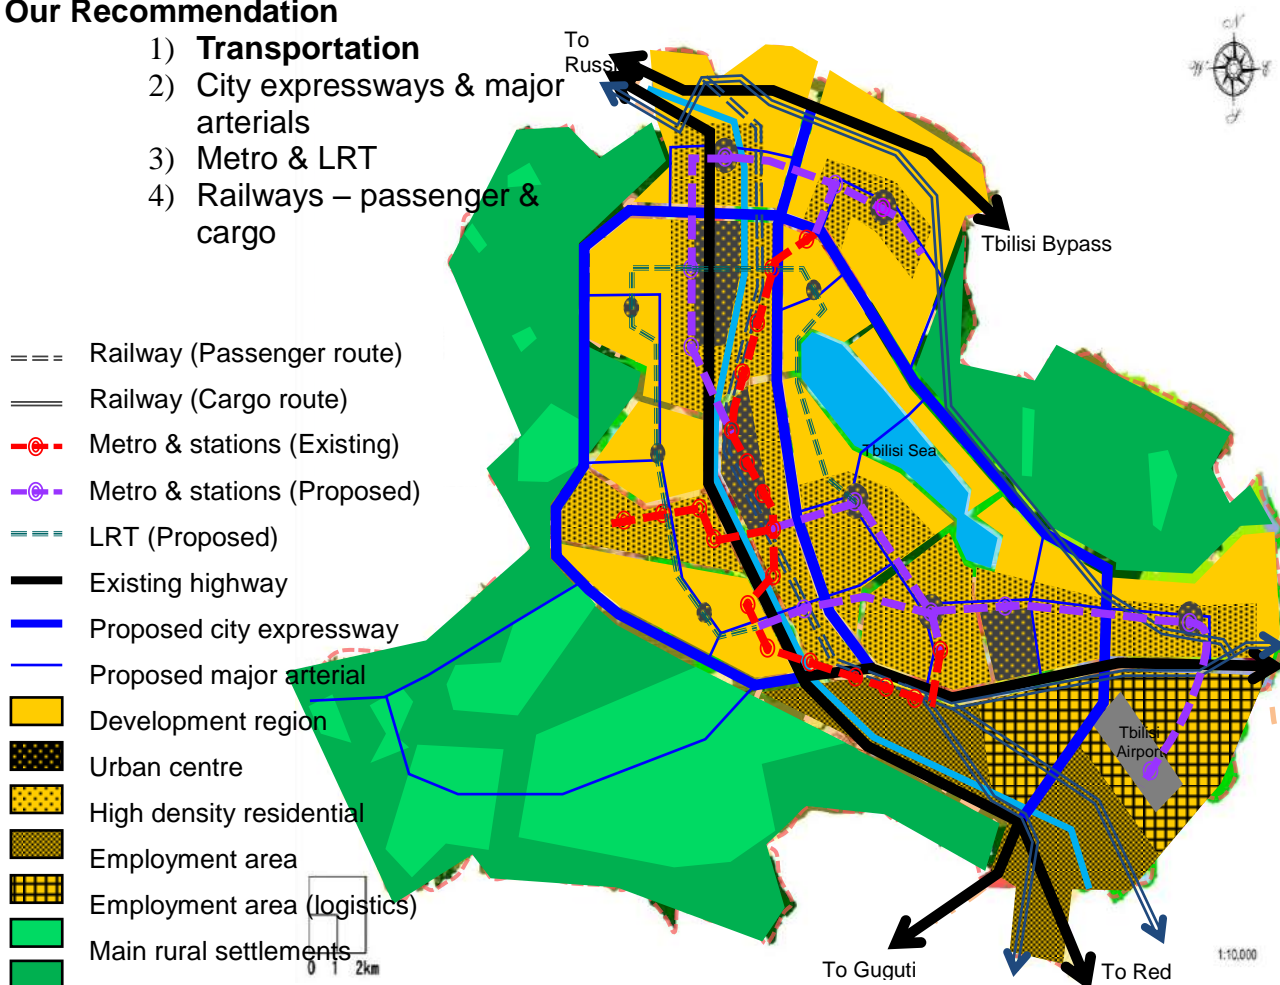 Our Recommendation
1) Transportation
2) City expressways & major
arterials
3) Metro & LRT
4) Railways – passenger &
cargo
To
Russi
N
W
E
S
Tbilisi Bypass
Railway (Passenger route)
Railway (Cargo route)
Metro & stations (Existing)
Metro & stations (Proposed)
LRT (Proposed)
Existing highway
Proposed city expressway
Proposed major arterial
Development region
Urban centre
High density residential
Employment area
Employment area (logistics)
Main rural settlements
Tbilisi Sea
Tbilisi
Airport
0 1 2km
To Guguti
To Red
1:10,000